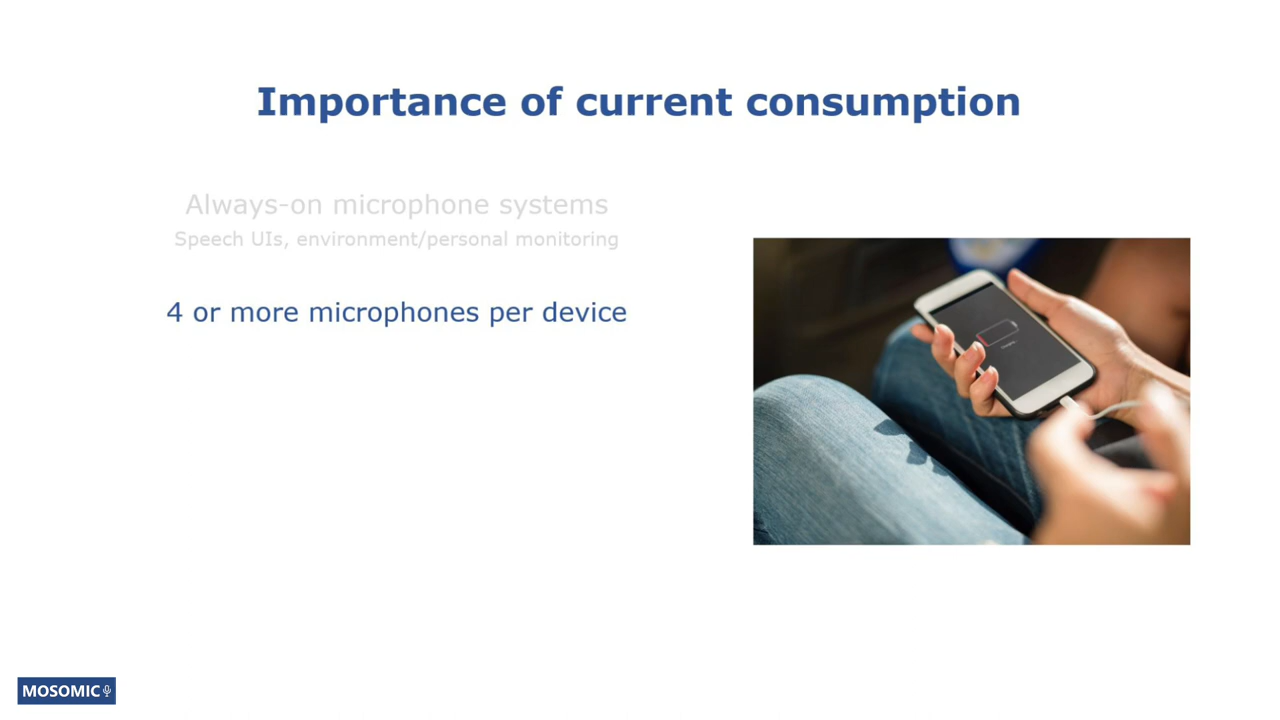 Importance of current consumption
Always-on microphone systems
Speech UIs, environment/personal monitoring
4 or more microphones per device
MOSOMIC